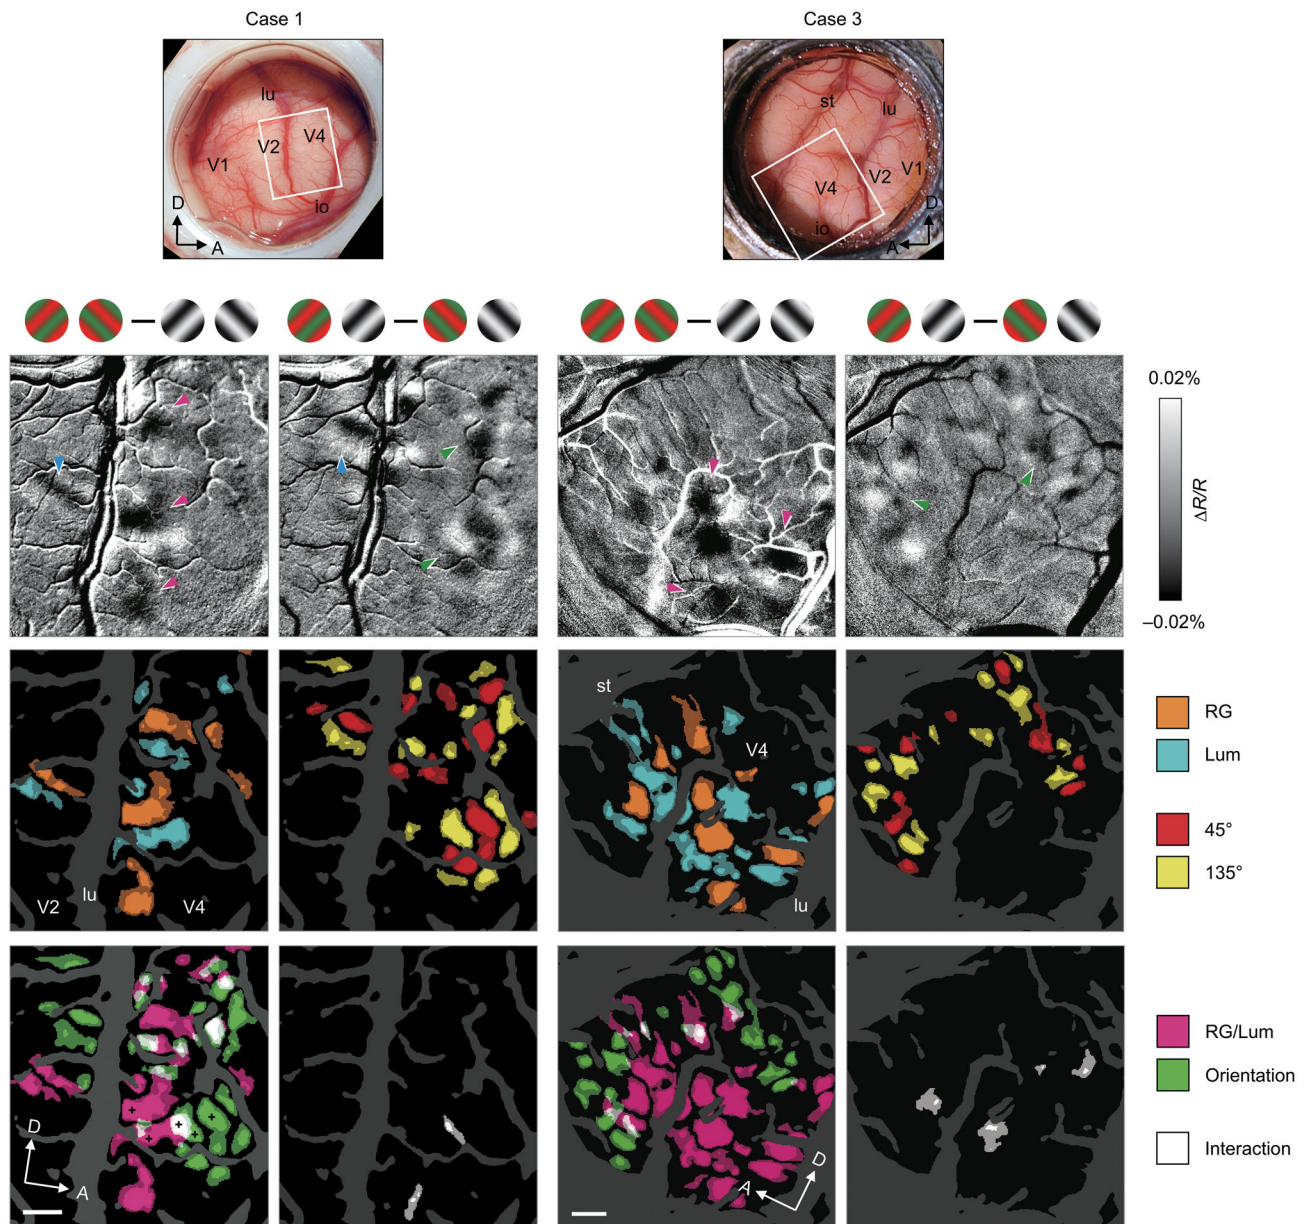 Case 1
Case 3
lu
V2
V4
V1
io
D
A
st
lu
V1
V2
V4
io
D
A
0.02%
ΔR/R
–0.02%
V2
lu
V4
st
V4
lu
RG
Lum
45°
135°
D
A
D
A
RG/Lum
Orientation
Interaction